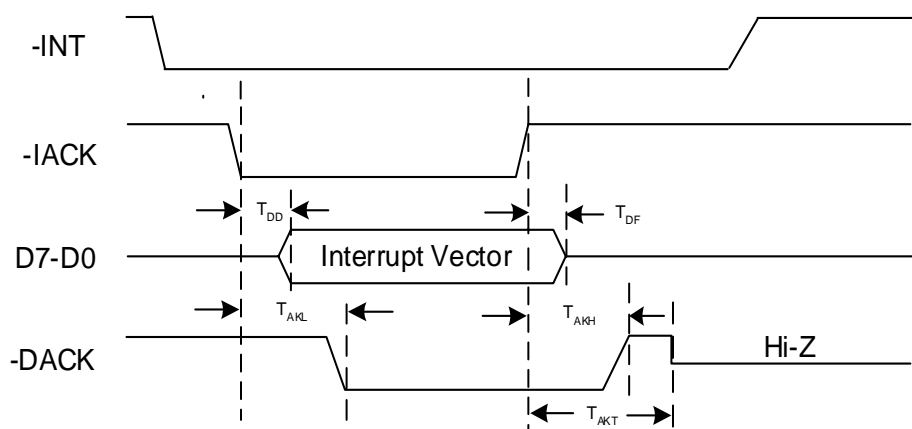 -INT
-IACK
T_DD
T_DF
D7-D0
Interrupt Vector
T_AKL
T_AKH
-DACK
Hi-Z
T_AKT